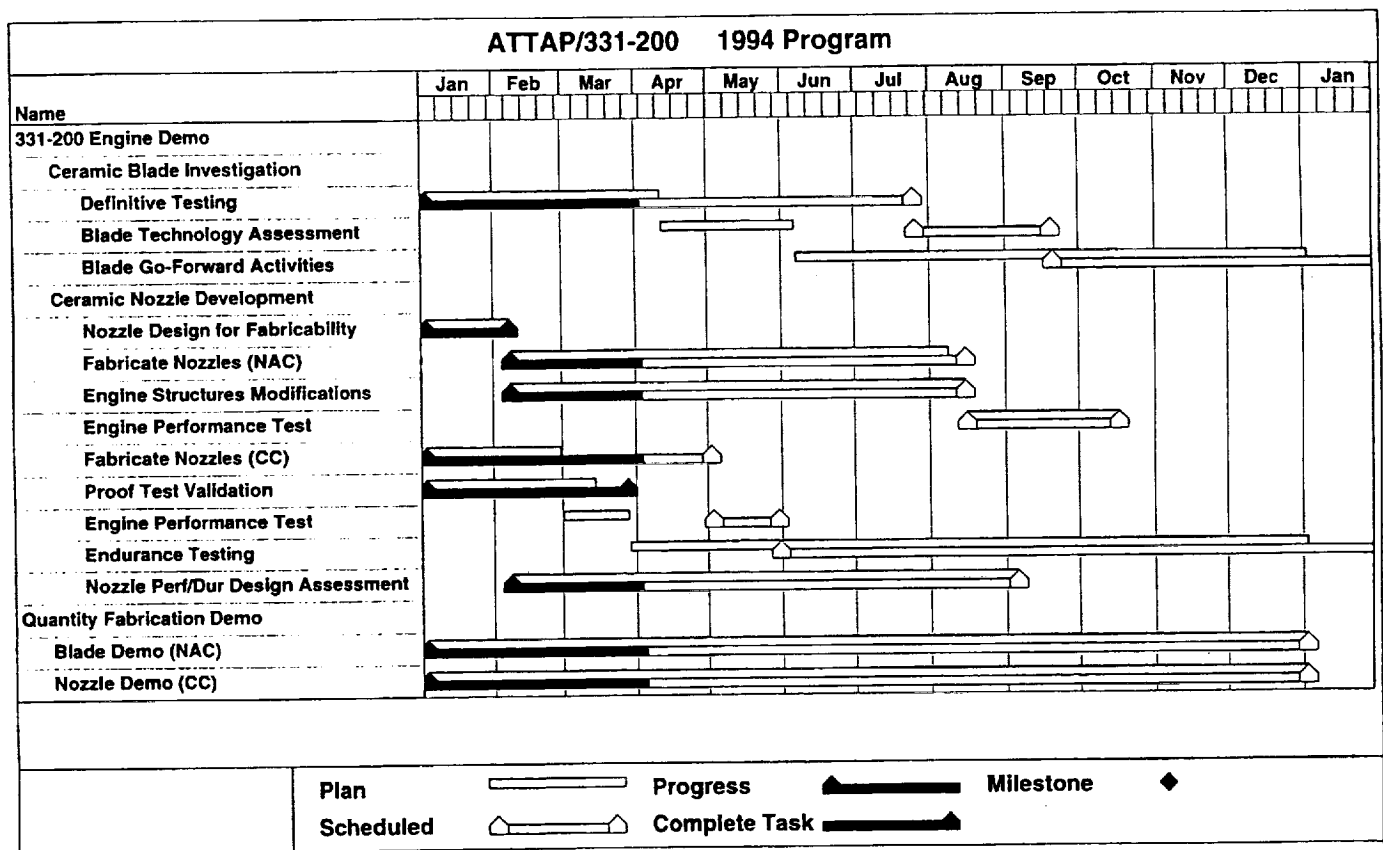 ATTAP/331-200 1994 Program
Jan Feb Mar Apr May Jun Jul Aug Sep Oct Nov Dec Jan
Name
331-200 Engine Demo
Ceramic Blade Investigation
Definitive Testing
Blade Technology Assessment
Blade Go-Forward Activities
Ceramic Nozzle Development
Nozzle Design for Fabricability
Fabricate Nozzles (NAC)
Engine Structures Modifications
Engine Performance Test
Fabricate Nozzles (CC)
Proof Test Validation
Engine Performance Test
Endurance Testing
Nozzle Perf/Dur Design Assessment
Quantity Fabrication Demo
Blade Demo (NAC)
Nozzle Demo (CC)
Plan Progress Milestone
Scheduled Complete Task